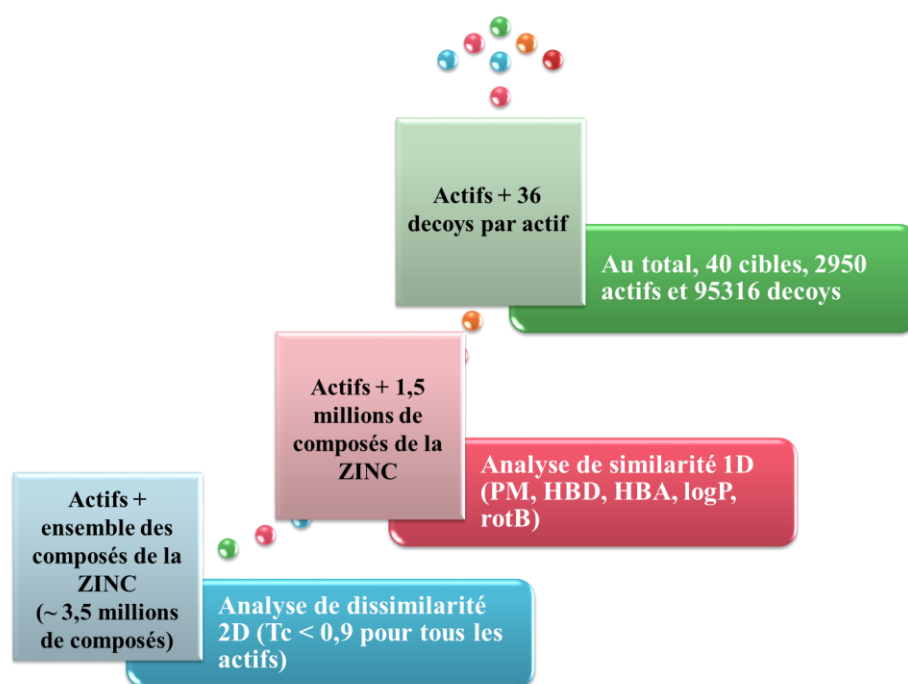 Actifs + 36
decoys par actif
Au total, 40 cibles, 2950
actifs et 95316 decoys
Actifs + 1,5
millions de
composés de la
ZINC
Analyse de similarité 1D
(PM, HBD, HBA, logP,
rotB)
Actifs +
ensemble des
composés de la
ZINC
(~ 3,5 millions
de composés)
Analyse de dissimilarité
2D (Tc < 0,9 pour tous les
actifs)